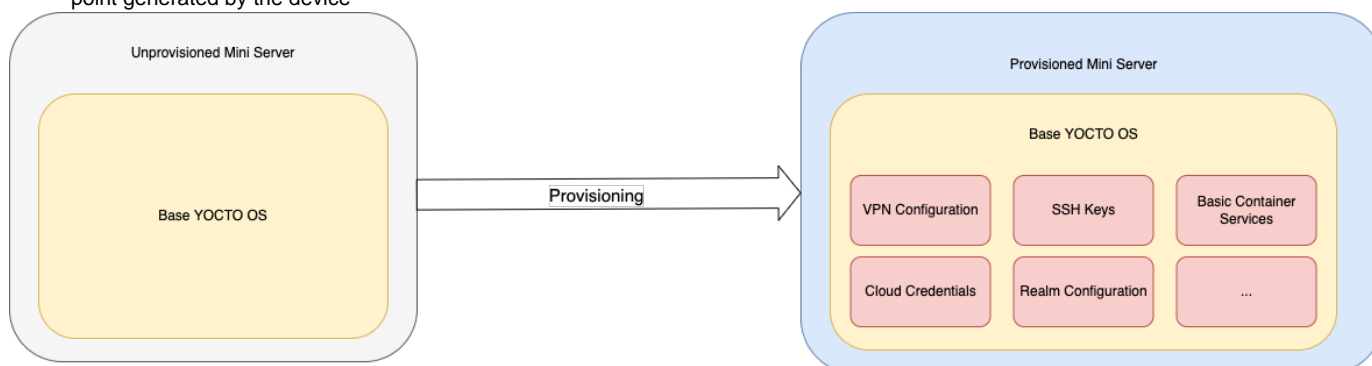 point generated by the device
Unprovisioned Mini Server
Base YOCTO OS
Provisioning
Provisioned Mini Server
Base YOCTO OS
VPN Configuration
SSH Keys
Basic Container
Services
Cloud Credentials
Realm Configuration
...